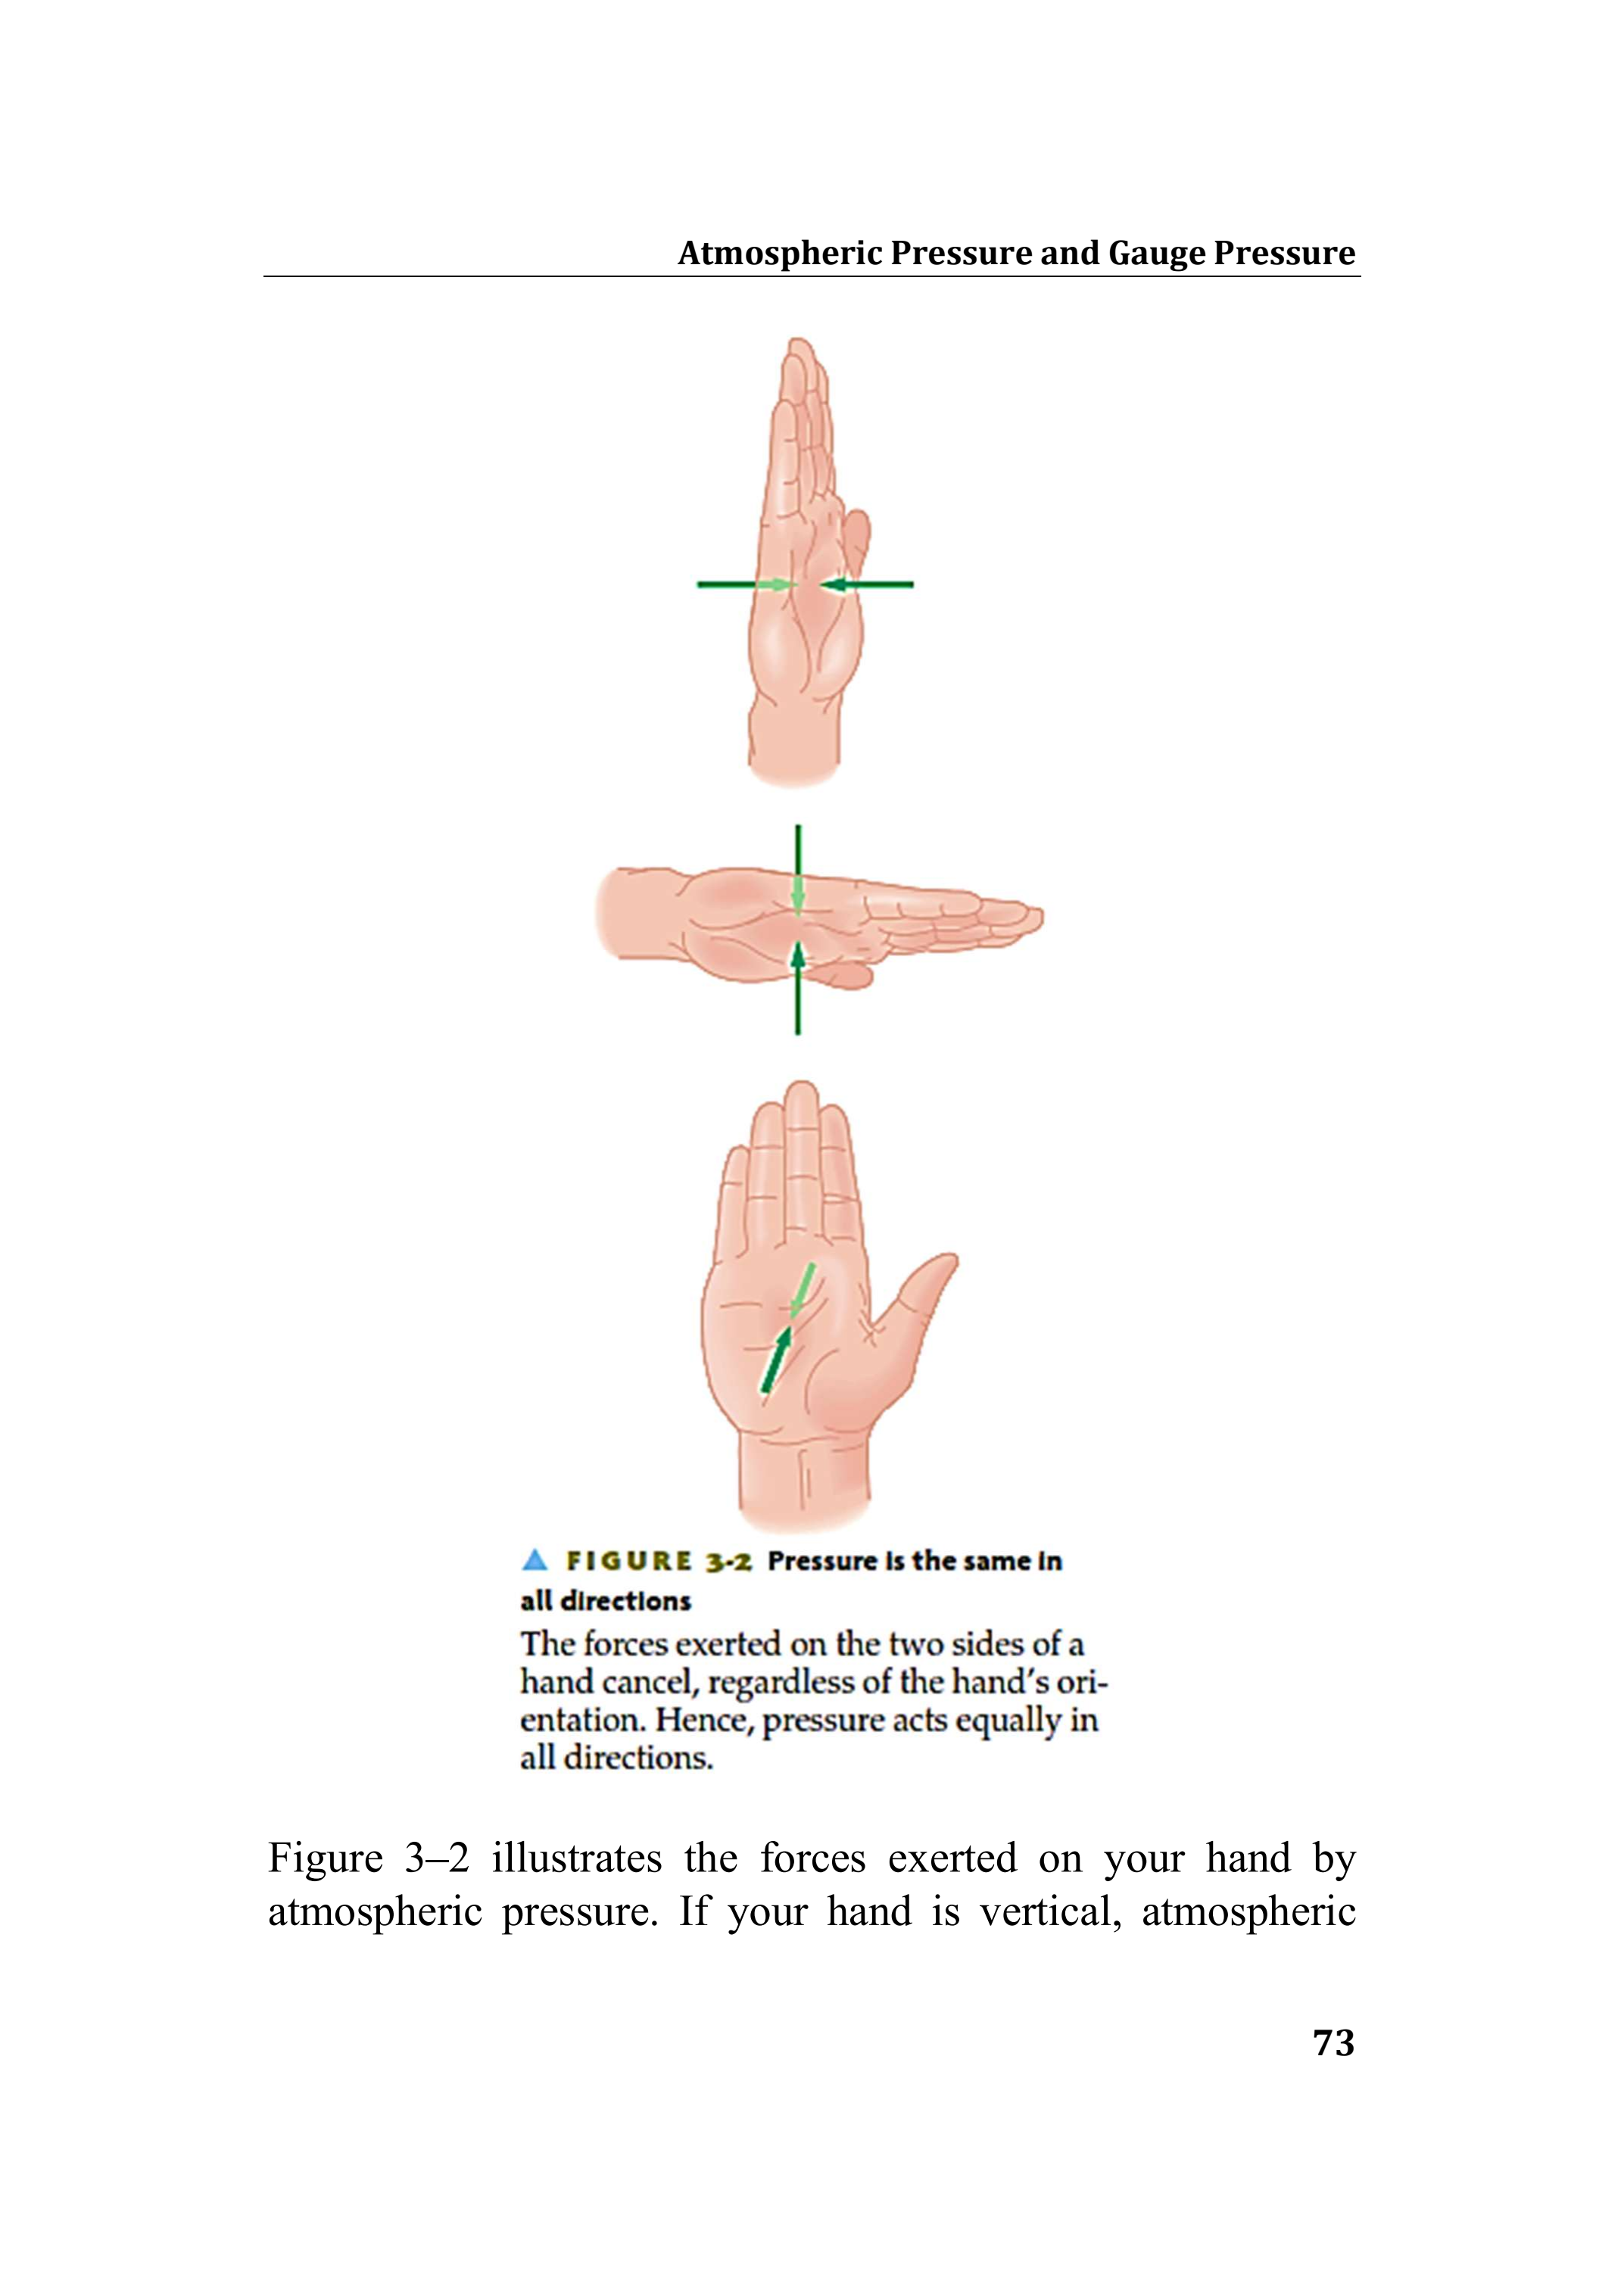 Atmospheric Pressure and Gauge Pressure
▲ FIGURE 3-2 Pressure is the same in
all directions
The forces exerted on the two sides of a
hand cancel, regardless of the hand's ori-
entation. Hence, pressure acts equally in
all directions.
Figure 3–2 illustrates the forces exerted on your hand by
atmospheric pressure. If your hand is vertical, atmospheric
73